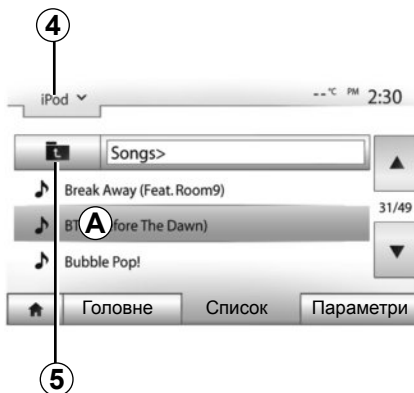 4
iPod
--°C PM 2:30
Songs>
Break Away (Feat. Room9)
31/49
BT A fore The Dawn)
Bubble Pop!
Головне Список Параметри
5